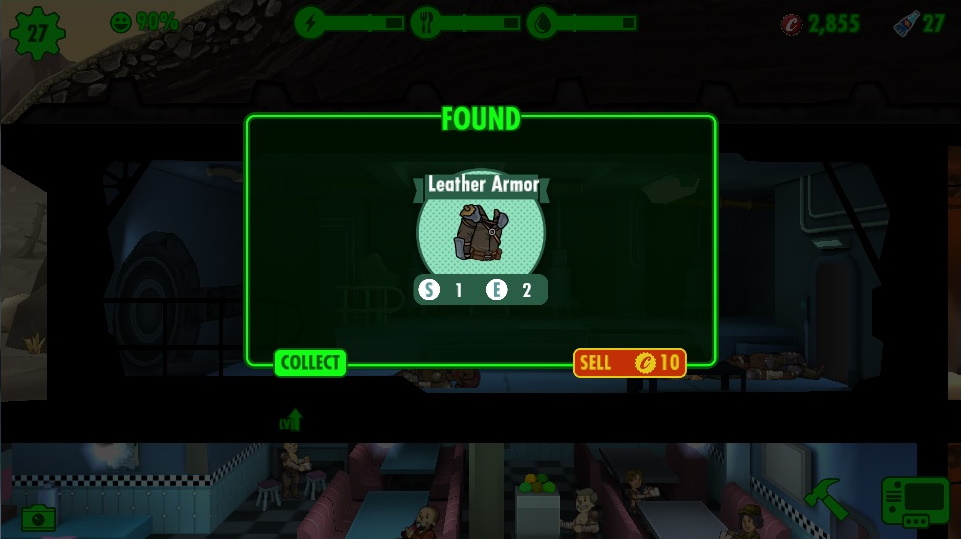 27
90%
2,855
27
FOUND
Leather Armor
S 1 E 2
COLLECT
SELL C 10
LVL